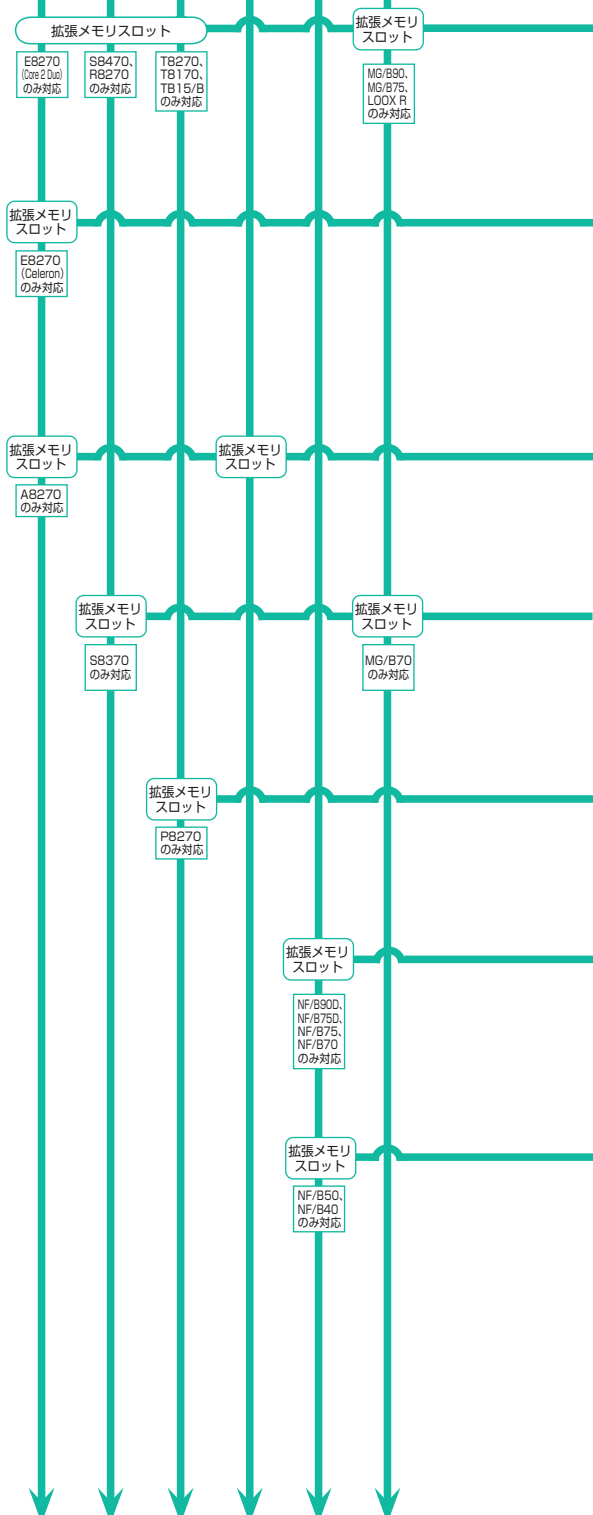 拡張メモリスロット
拡張メモリ
スロット
E8270
(Core 2 Duo)
のみ対応
S8470、
R8270
のみ対応
T8270、
T8170、
TB15/B
のみ対応
MG/B90、
MG/B75、
LOOX R
のみ対応
拡張メモリ
スロット
E8270
(Celeron)
のみ対応
拡張メモリ
スロット
拡張メモリ
スロット
A8270
のみ対応
拡張メモリ
スロット
拡張メモリ
スロット
S8370
のみ対応
MG/B70
のみ対応
拡張メモリ
スロット
P8270
のみ対応
拡張メモリ
スロット
NF/B90D、
NF/B75D、
NF/B75、
NF/B70
のみ対応
拡張メモリ
スロット
NF/B50、
NF/B40
のみ対応